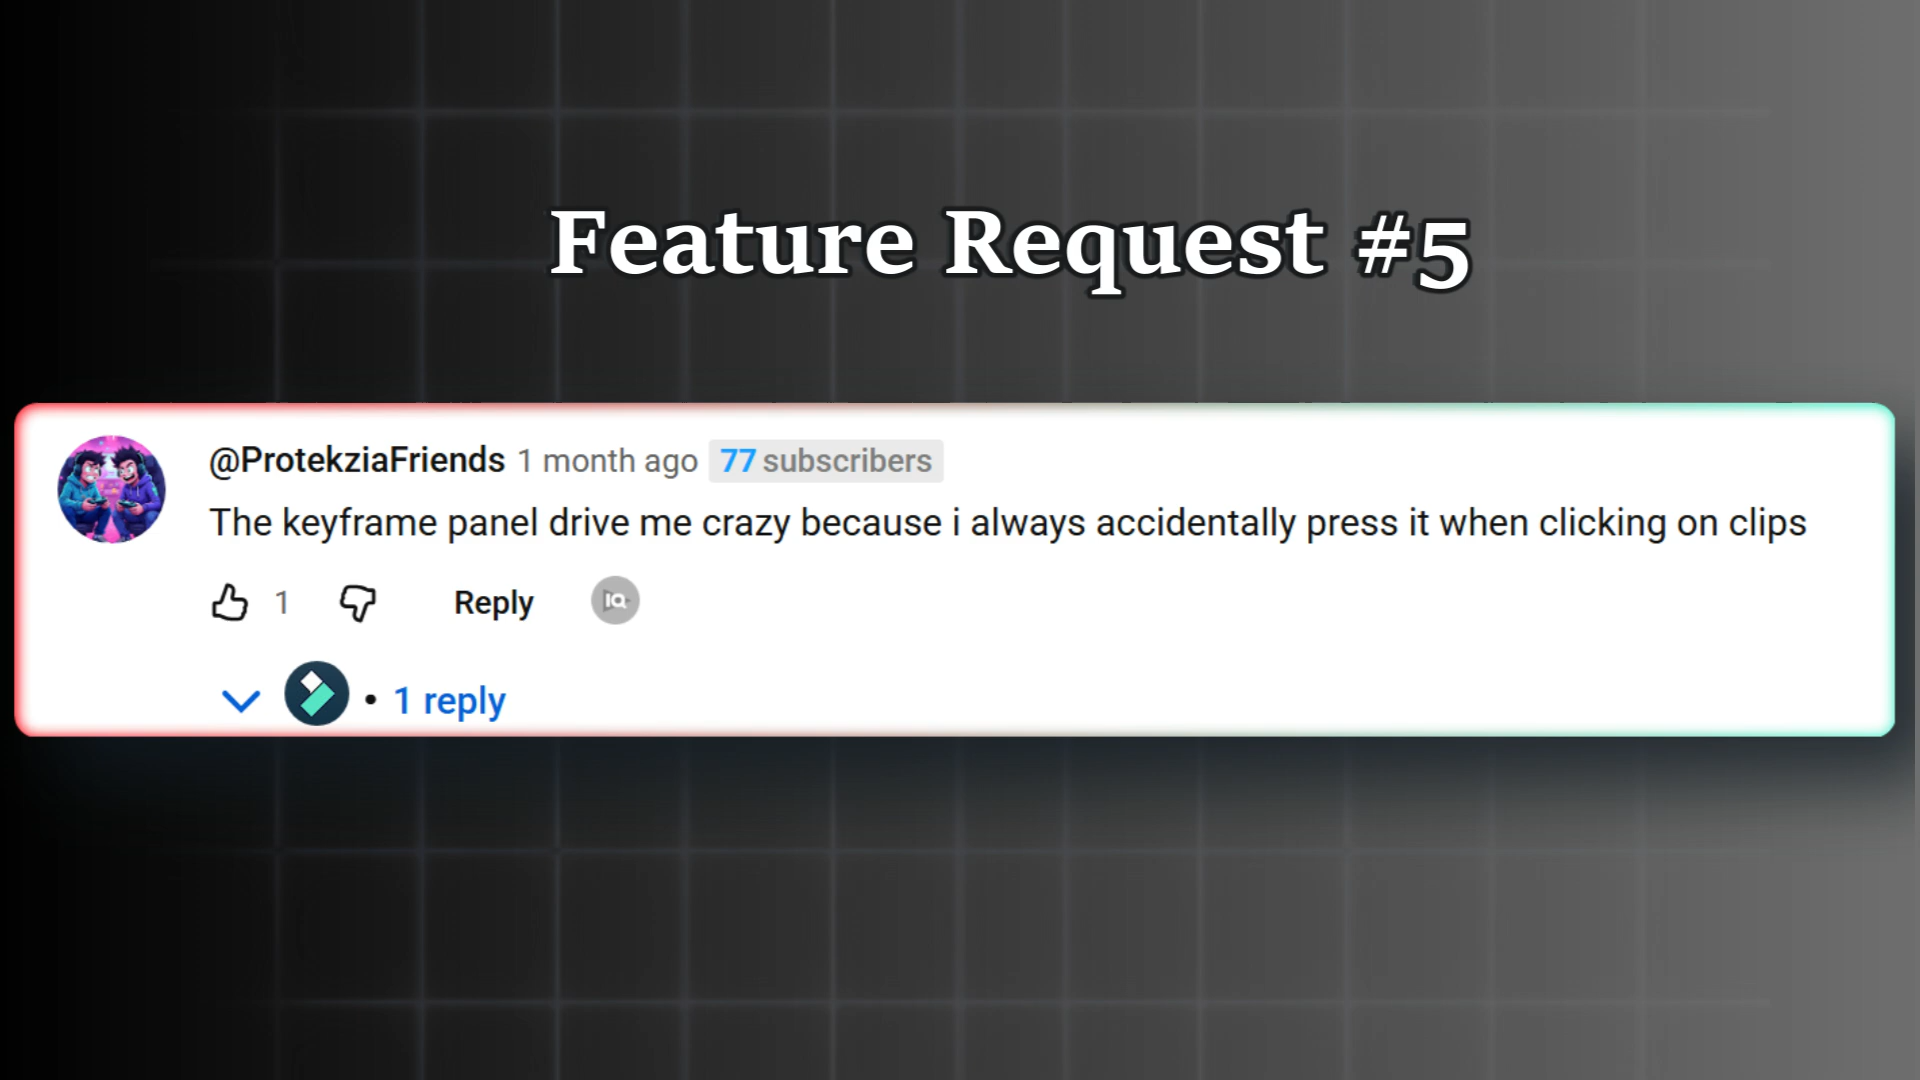 Feature Request #5
@ProtekziaFriends 1 month ago 77 subscribers
The keyframe panel drive me crazy because i always accidentally press it when clicking on clips
1 Reply IQ
• 1 reply